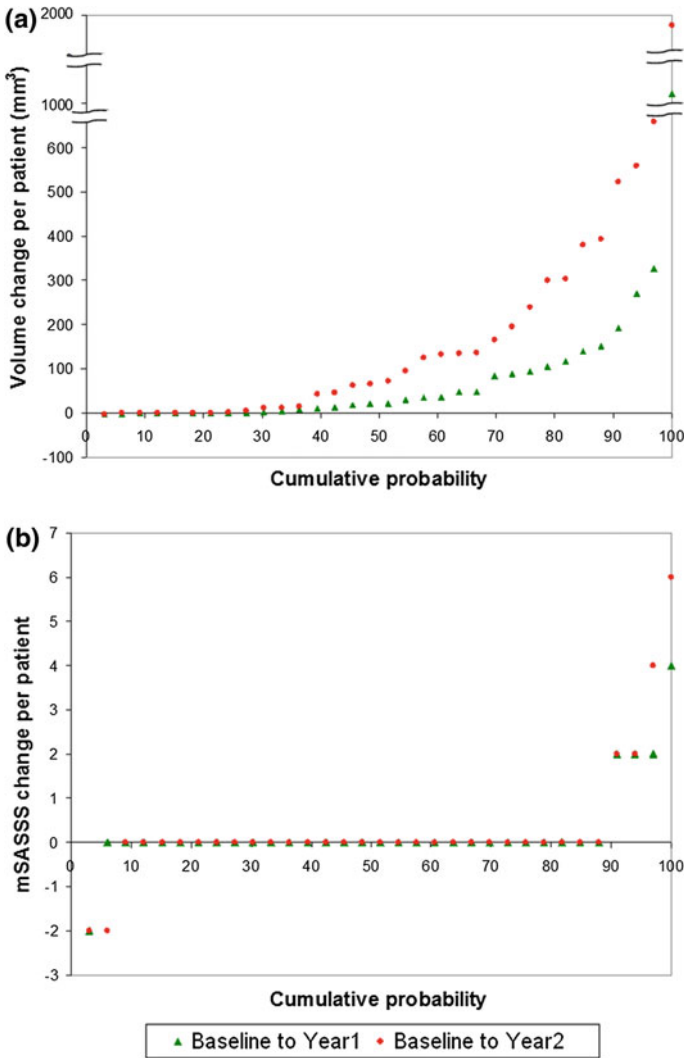 (a)
Volume change per patient (mm³)
2000
1000
600
500
400
300
200
100
0
-100
0 10 20 30 40 50 60 70 80 90 100
Cumulative probability
(b)
mSASSS change per patient
7
6
5
4
3
2
1
0
-1
-2
-3
0 10 20 30 40 50 60 70 80 90 100
Cumulative probability
Baseline to Year1 Baseline to Year2